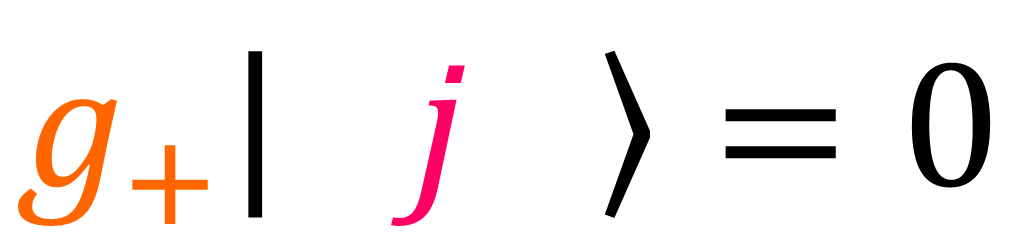 g₊| j ⟩ = 0